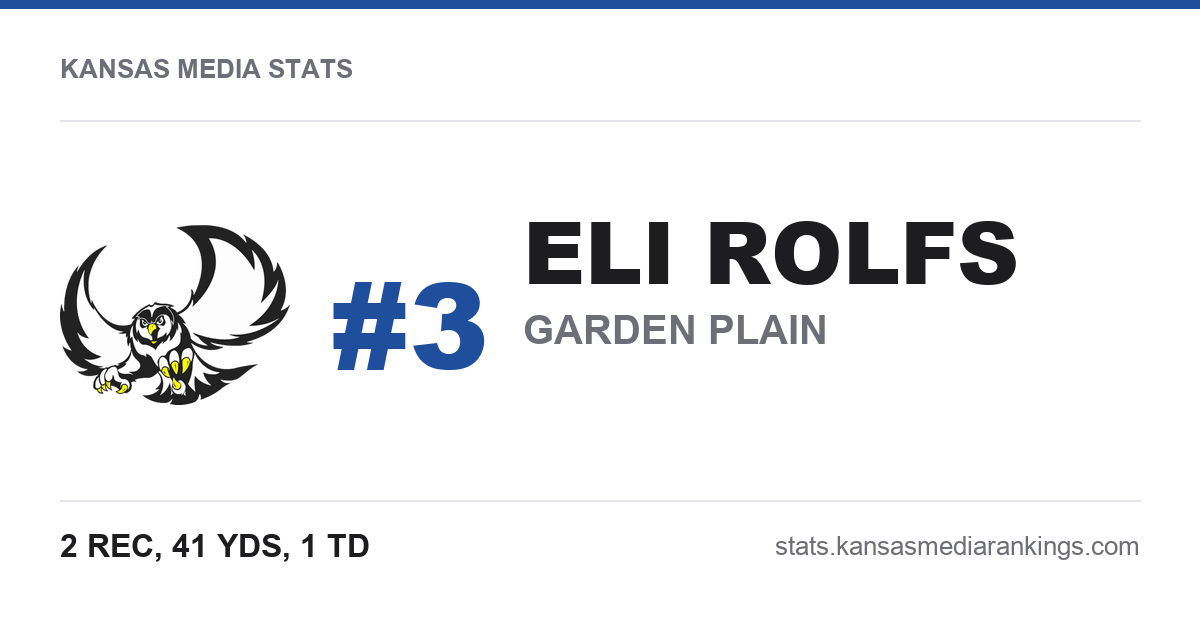 KANSAS MEDIA STATS
#3
ELI ROLFS
GARDEN PLAIN
2 REC, 41 YDS, 1 TD
stats.kansasmediarankings.com